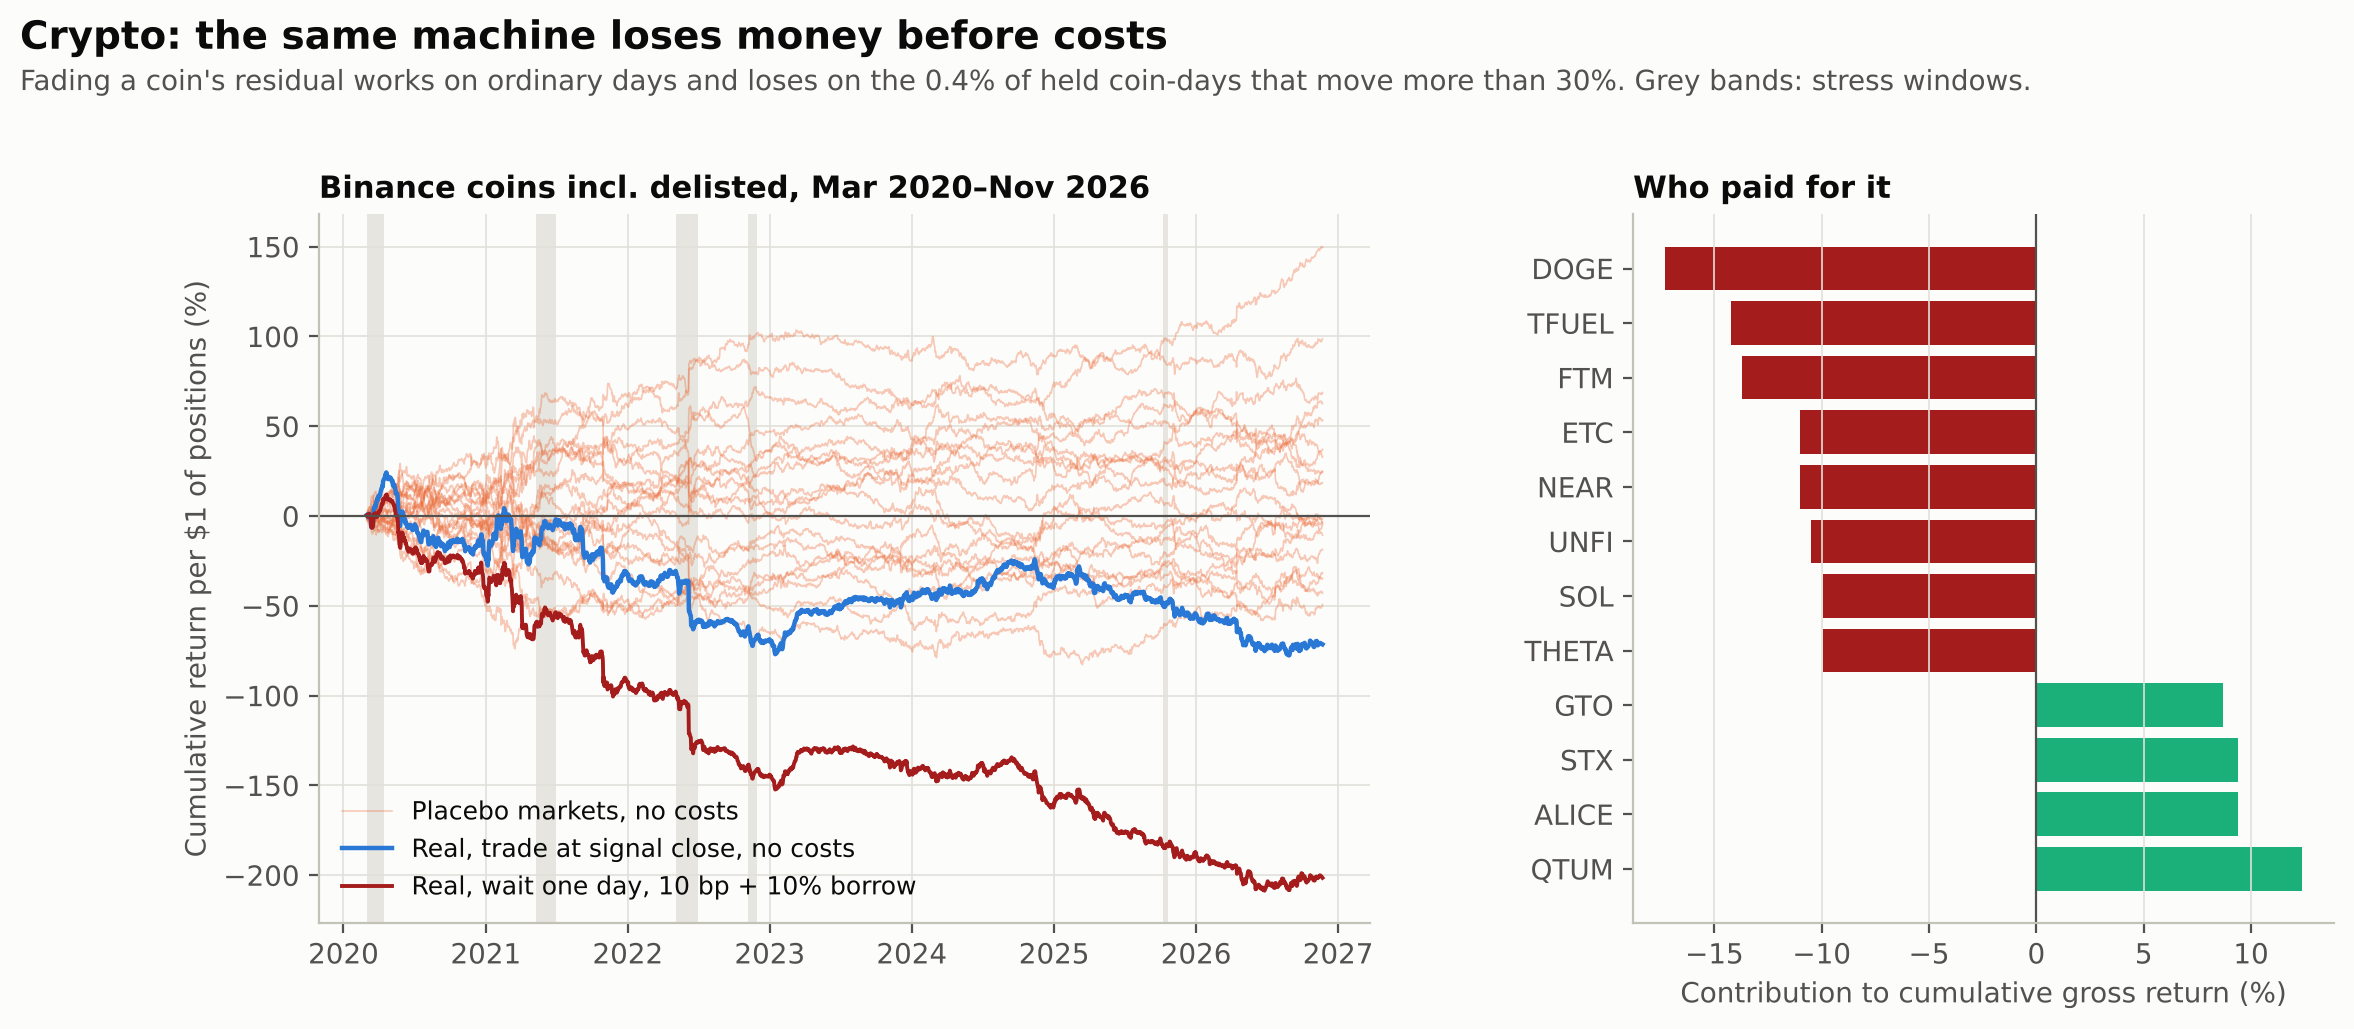 Crypto: the same machine loses money before costs
Fading a coin's residual works on ordinary days and loses on the 0.4% of held coin-days that move more than 30%. Grey bands: stress windows.
Binance coins incl. delisted, Mar 2020–Nov 2026
Cumulative return per $1 of positions (%)
150
100
50
0
−50
−100
−150
−200
Placebo markets, no costs
Real, trade at signal close, no costs
Real, wait one day, 10 bp + 10% borrow
2020 2021 2022 2023 2024 2025 2026 2027
Who paid for it
DOGE
TFUEL
FTM
ETC
NEAR
UNFI
SOL
THETA
GTO
STX
ALICE
QTUM
−15 −10 −5 0 5 10
Contribution to cumulative gross return (%)